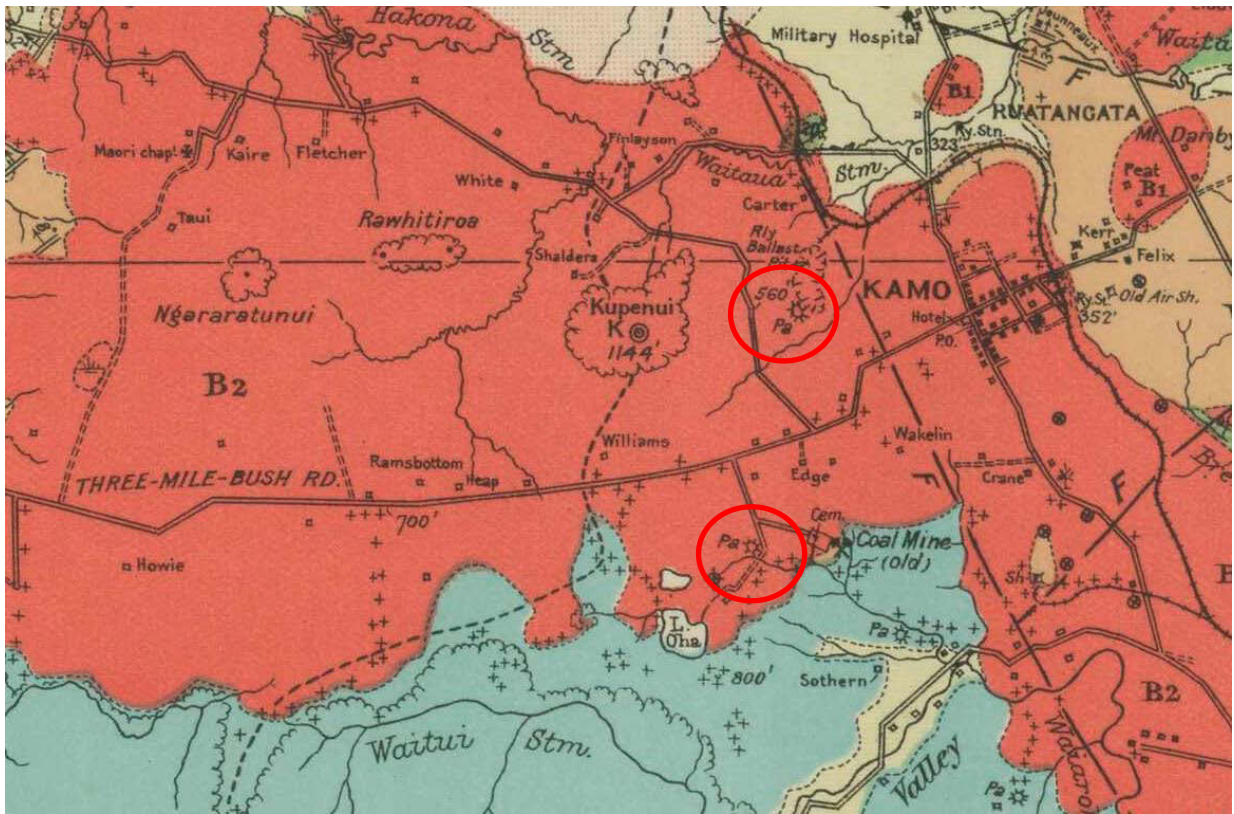 Hakona
Stm
Military Hospital
Waita
B1
F
RUATANGATA
Mt. Danby
Finlayson
323'
Ry. Stn.
Maori chapl.
Kaire
Fletcher
Waitaua
Stm.
Peat
B1
White
Carter
Taui
Rawhitiroa
Rly
Ballast
Kerr
Felix
Shaldera
Kupenui
K
1144'
560
Pa
KAMO
Hotel
Ry. St.
352'
Old Air Sh.
P.O.
Ngararatunui
B2
Williams
Wakelin
Ramsbottom
Heap
Edge
Crane
F
F
THREE-MILE-BUSH RD.
700'
Cem.
Pa
Coal Mine
(old)
Howie
Sh
L.
Oha
Pa
800'
Sothern
B2
Waitui
Stm.
Valley
Waiaro
Pa